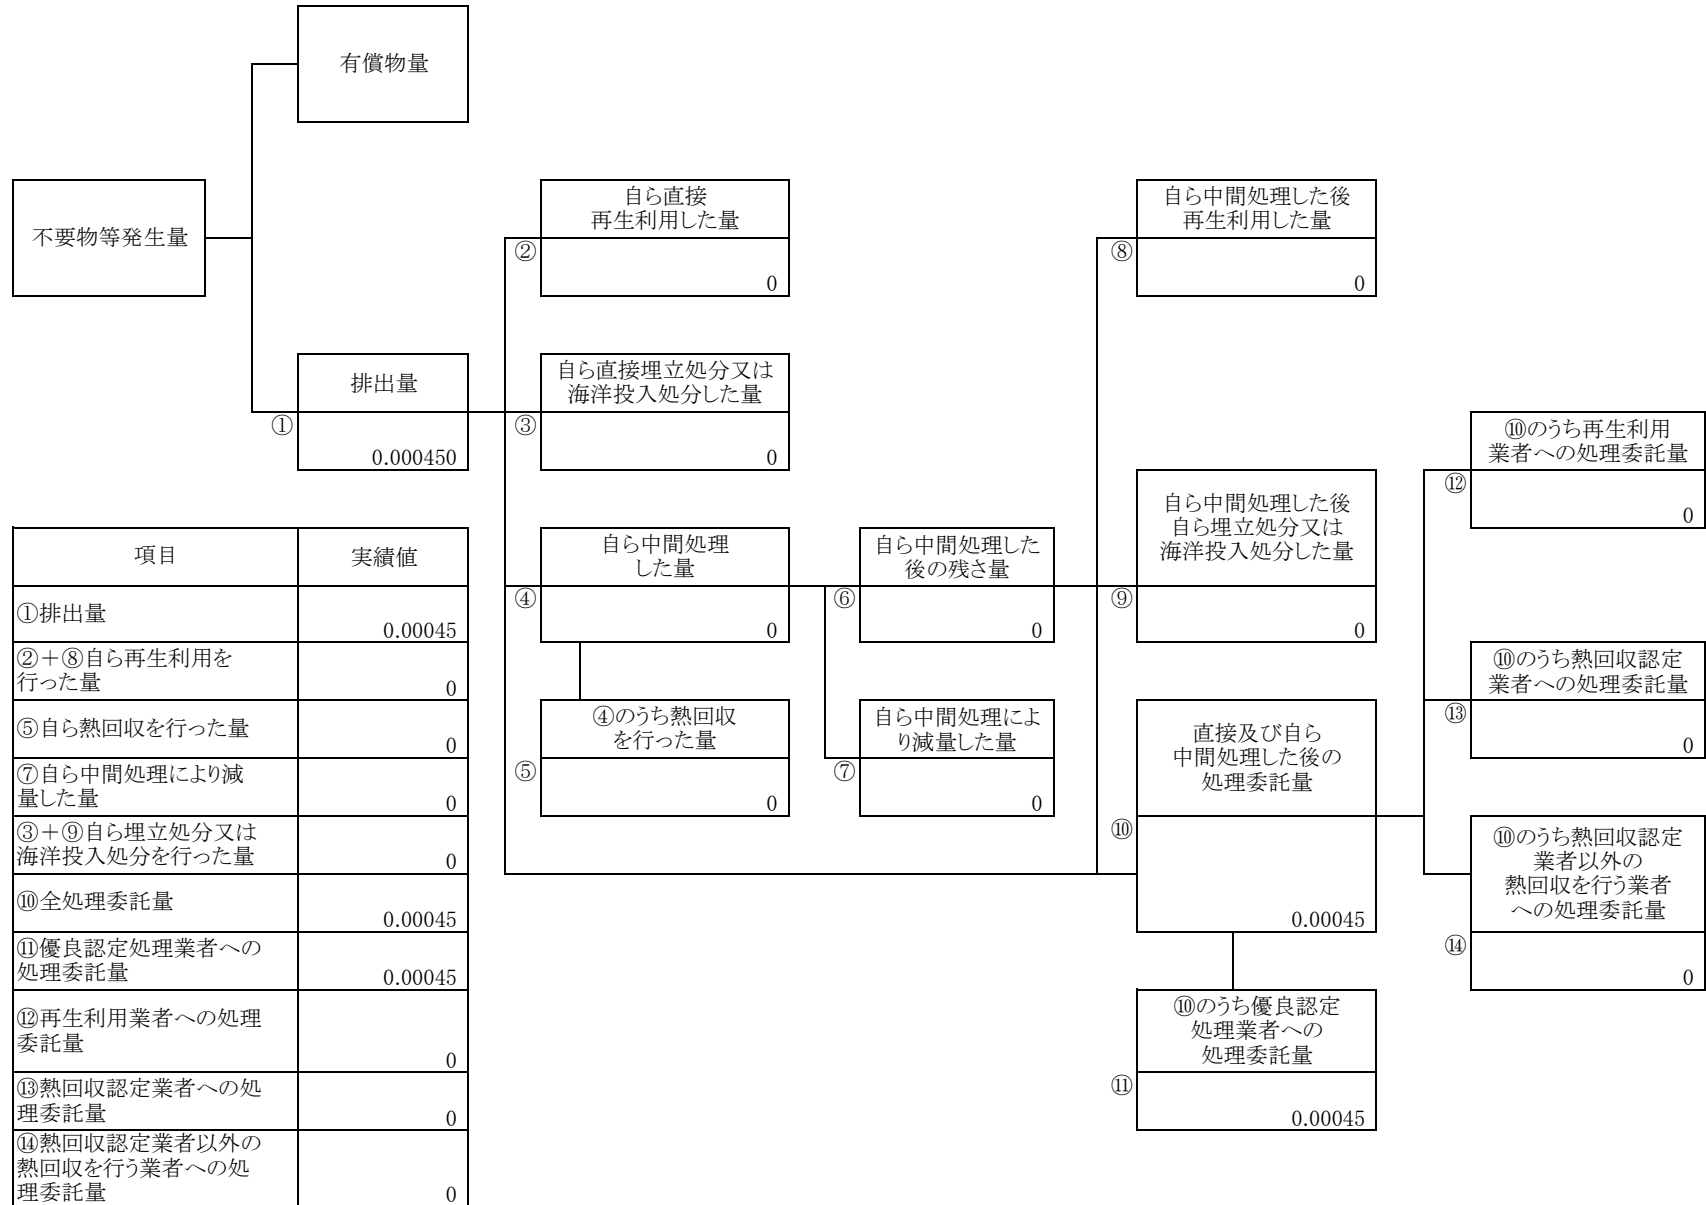 有償物量
不要物等発生量
自ら直接
再生利用した量
②
0
自ら中間処理した後
再生利用した量
⑧
0
排出量
①
0.000450
自ら直接埋立処分又は
海洋投入処分した量
③
0
⑩のうち再生利用
業者への処理委託量
⑫
0
自ら中間処理した後
自ら埋立処分又は
海洋投入処分した量
⑨
0
自ら中間処理
した量
④
0
自ら中間処理した
後の残さ量
⑥
0
⑩のうち熱回収認定
業者への処理委託量
⑬
0
④のうち熱回収
を行った量
⑤
0
自ら中間処理によ
り減量した量
⑦
0
直接及び自ら
中間処理した後の
処理委託量
⑩
0.00045
⑩のうち熱回収認定
業者以外の
熱回収を行う業者
への処理委託量
⑭
0
⑩のうち優良認定
処理業者への
処理委託量
⑪
0.00045
項目
実績値
①排出量
0.00045
②+⑧自ら再生利用を
行った量
0
⑤自ら熱回収を行った量
0
⑦自ら中間処理により減
量した量
0
③+⑨自ら埋立処分又は
海洋投入処分を行った量
0
⑩全処理委託量
0.00045
⑪優良認定処理業者への
処理委託量
0.00045
⑫再生利用業者への処理
委託量
0
⑬熱回収認定業者への処
理委託量
0
⑭熱回収認定業者以外の
熱回収を行う業者への処
理委託量
0